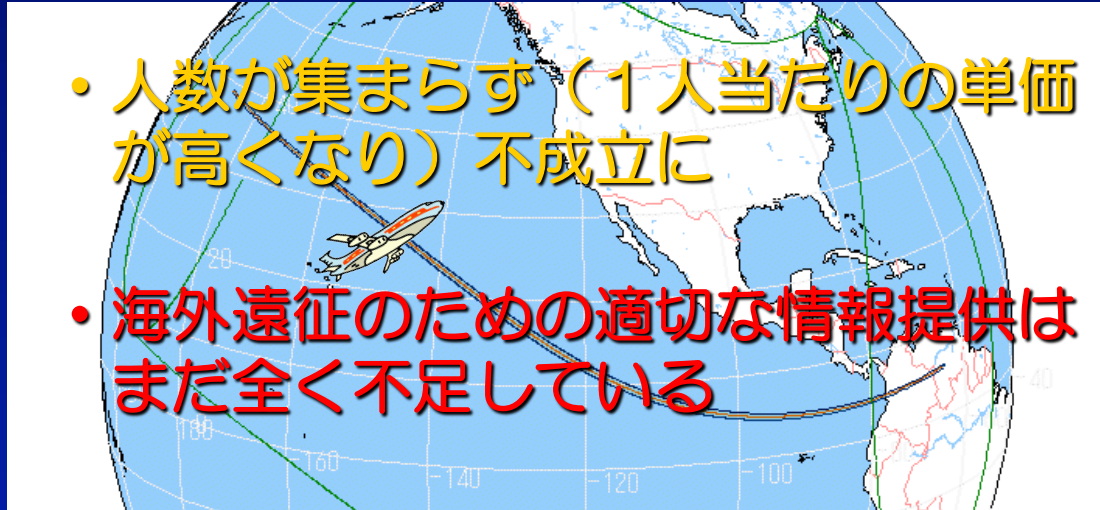 ・人数が集まらず（１人当たりの単価
が高くなり）不成立に
-20
・海外遠征のための適切な情報提供は
まだ全く不足している
-40
180
-160
-140
-120
-100